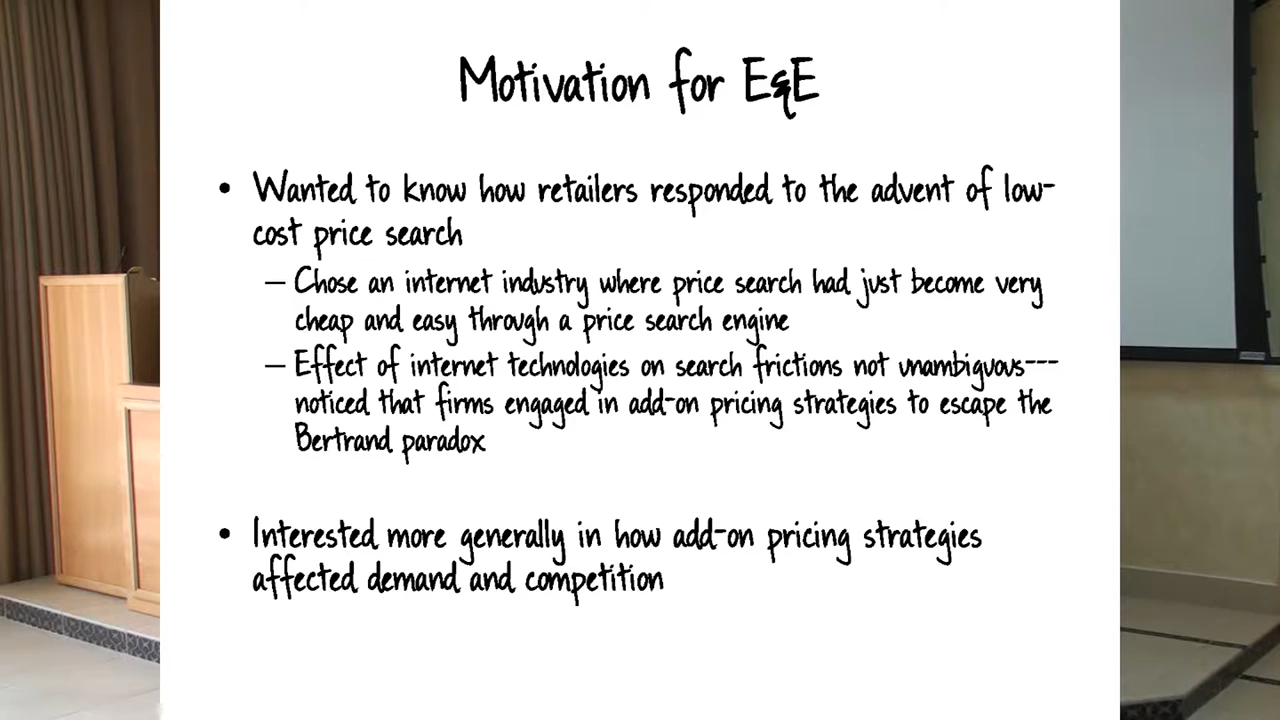 Motivation for E&E
• Wanted to know how retailers responded to the advent of low-
cost price search
– Chose an internet industry where price search had just become very
cheap and easy through a price search engine
– Effect of internet technologies on search frictions not unambiguous---
noticed that firms engaged in add-on pricing strategies to escape the
Bertrand paradox
• Interested more generally in how add-on pricing strategies
affected demand and competition